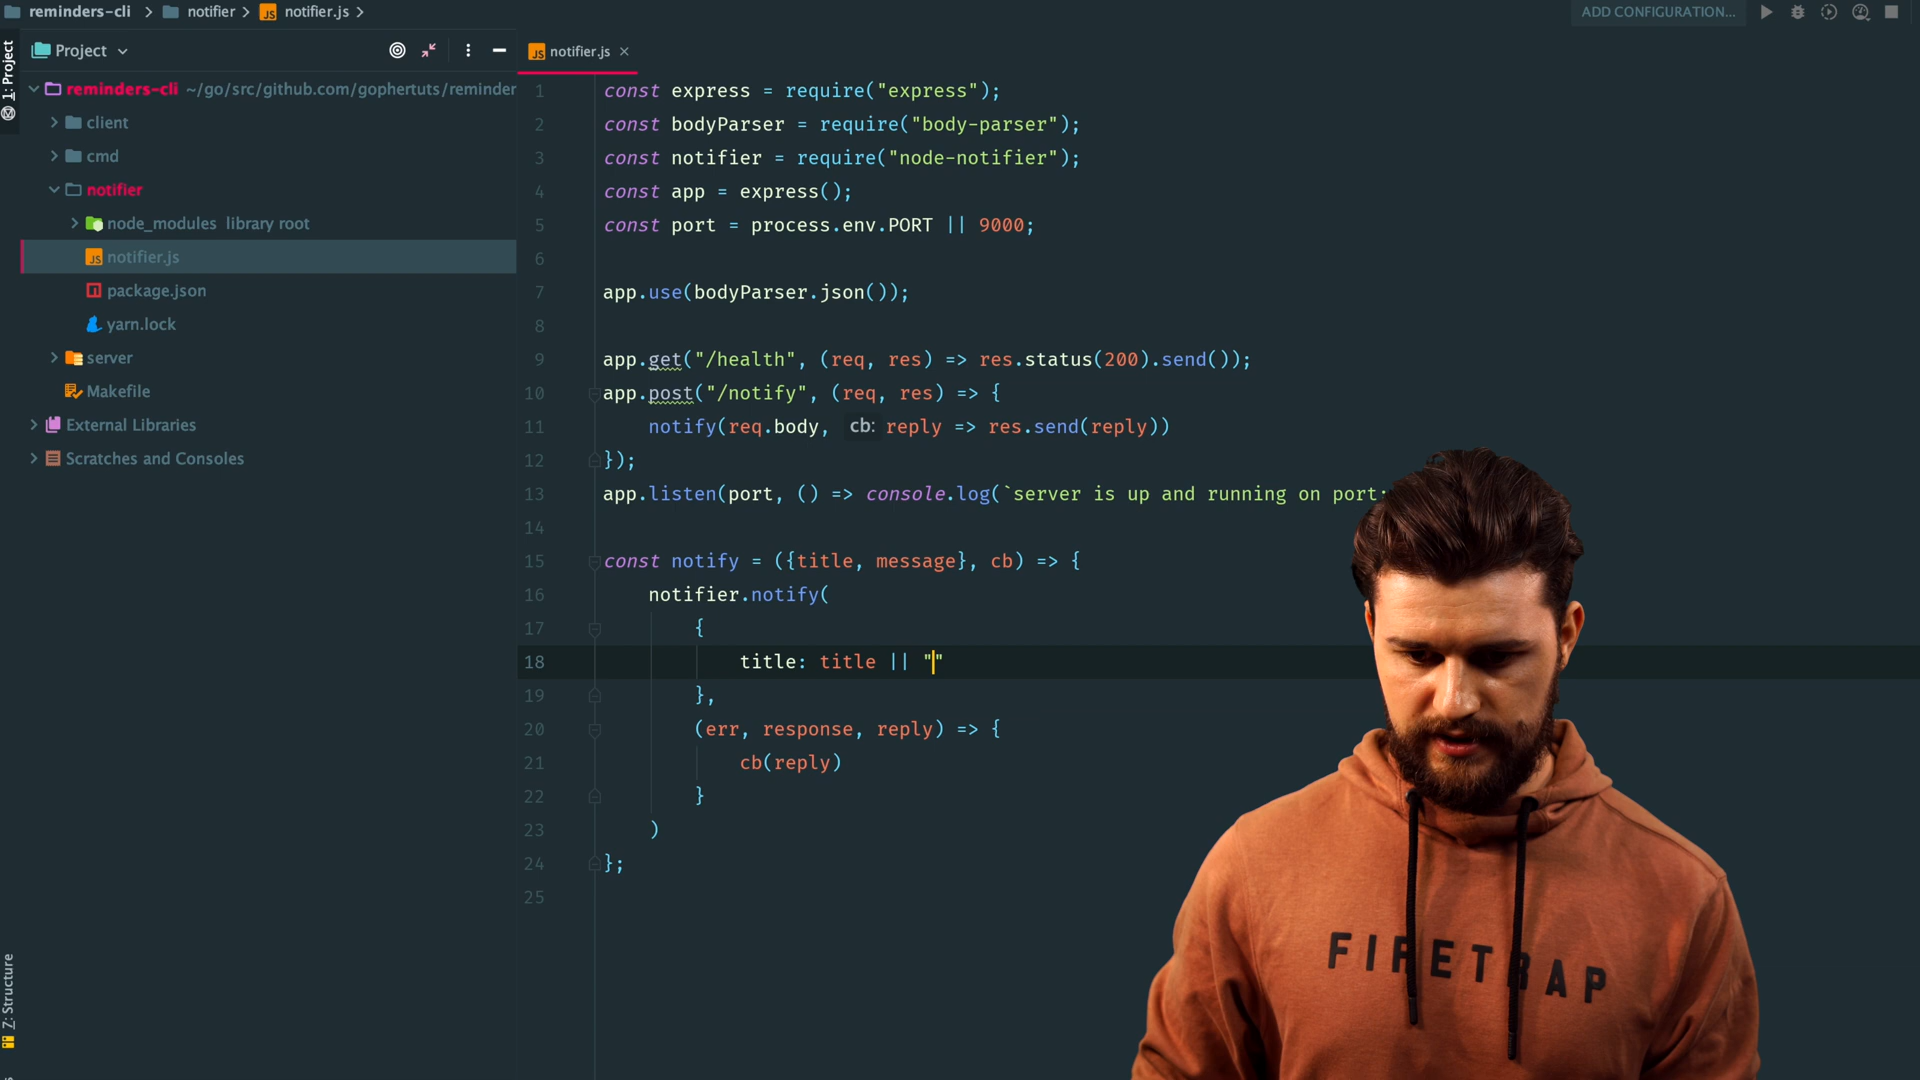 reminders-cli > notifier > JS notifier.js >
ADD CONFIGURATION...
1: Project
Project
notifier.js ×
reminders-cli ~/go/src/github.com/gophertuts/reminder
client
cmd
notifier
node_modules library root
notifier.js
package.json
yarn.lock
server
Makefile
External Libraries
Scratches and Consoles
Z: Structure
1 const express = require("express");
2 const bodyParser = require("body-parser");
3 const notifier = require("node-notifier");
4 const app = express();
5 const port = process.env.PORT || 9000;
6
7 app.use(bodyParser.json());
8
9 app.get("/health", (req, res) => res.status(200).send());
10 app.post("/notify", (req, res) => {
11 notify(req.body, cb: reply => res.send(reply))
12 });
13 app.listen(port, () => console.log(`server is up and running on port:
14
15 const notify = ({title, message}, cb) => {
16 notifier.notify(
17 {
18 title: title || ""
19 },
20 (err, response, reply) => {
21 cb(reply)
22 }
23 )
24 };
25
FIRETRAP